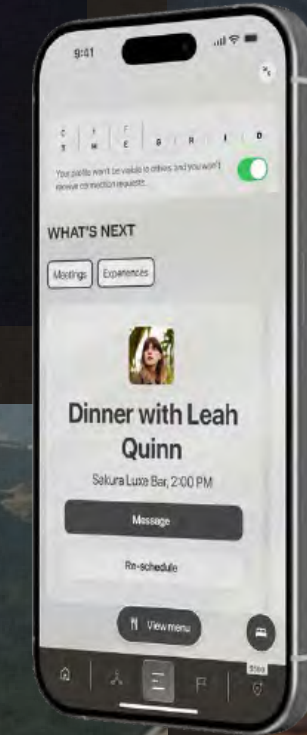 9:41
O F F
T H E G R I D
Your profile won't be visible to others and you won't
receive connection requests.
WHAT'S NEXT
Meetings Experiences
Dinner with Leah
Quinn
Sakura Luxe Bar, 2:00 PM
Message
Re-schedule
View menu